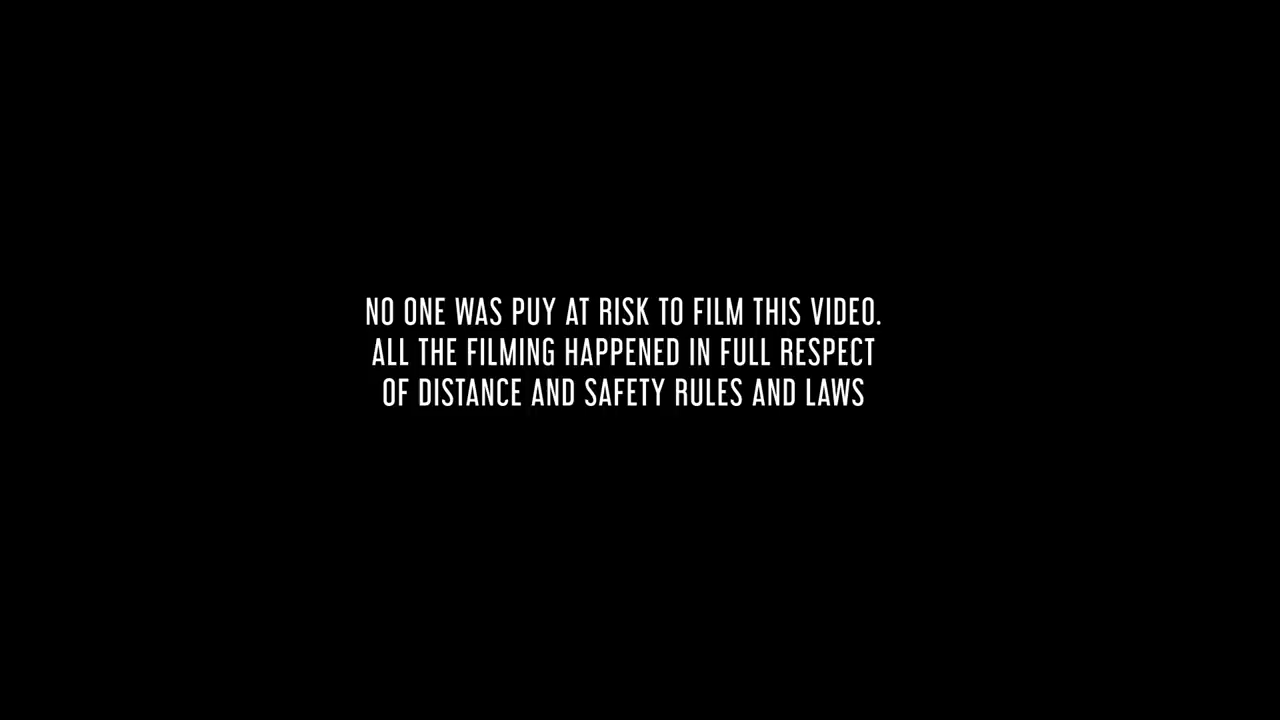 NO ONE WAS PUY AT RISK TO FILM THIS VIDEO.
ALL THE FILMING HAPPENED IN FULL RESPECT
OF DISTANCE AND SAFETY RULES AND LAWS